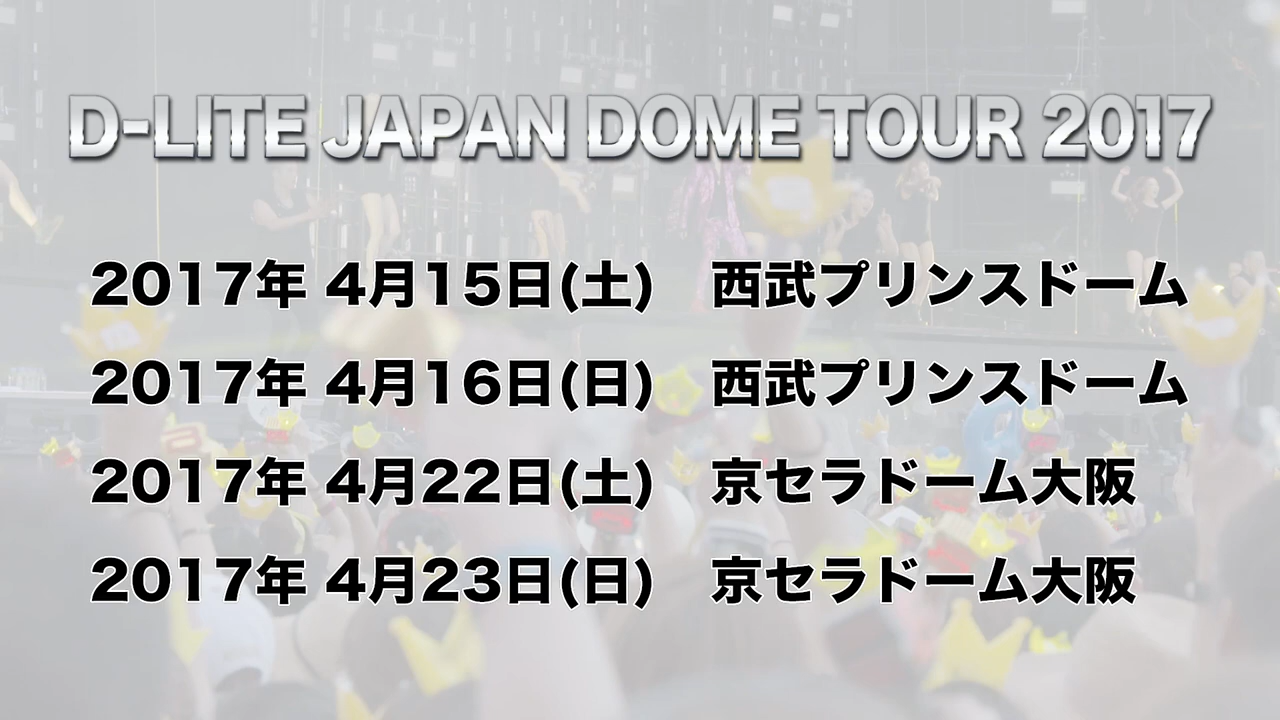 D-LITE JAPAN DOME TOUR 2017
2017年 4月15日(土) 西武プリンスドーム
2017年 4月16日(日) 西武プリンスドーム
2017年 4月22日(土) 京セラドーム大阪
2017年 4月23日(日) 京セラドーム大阪